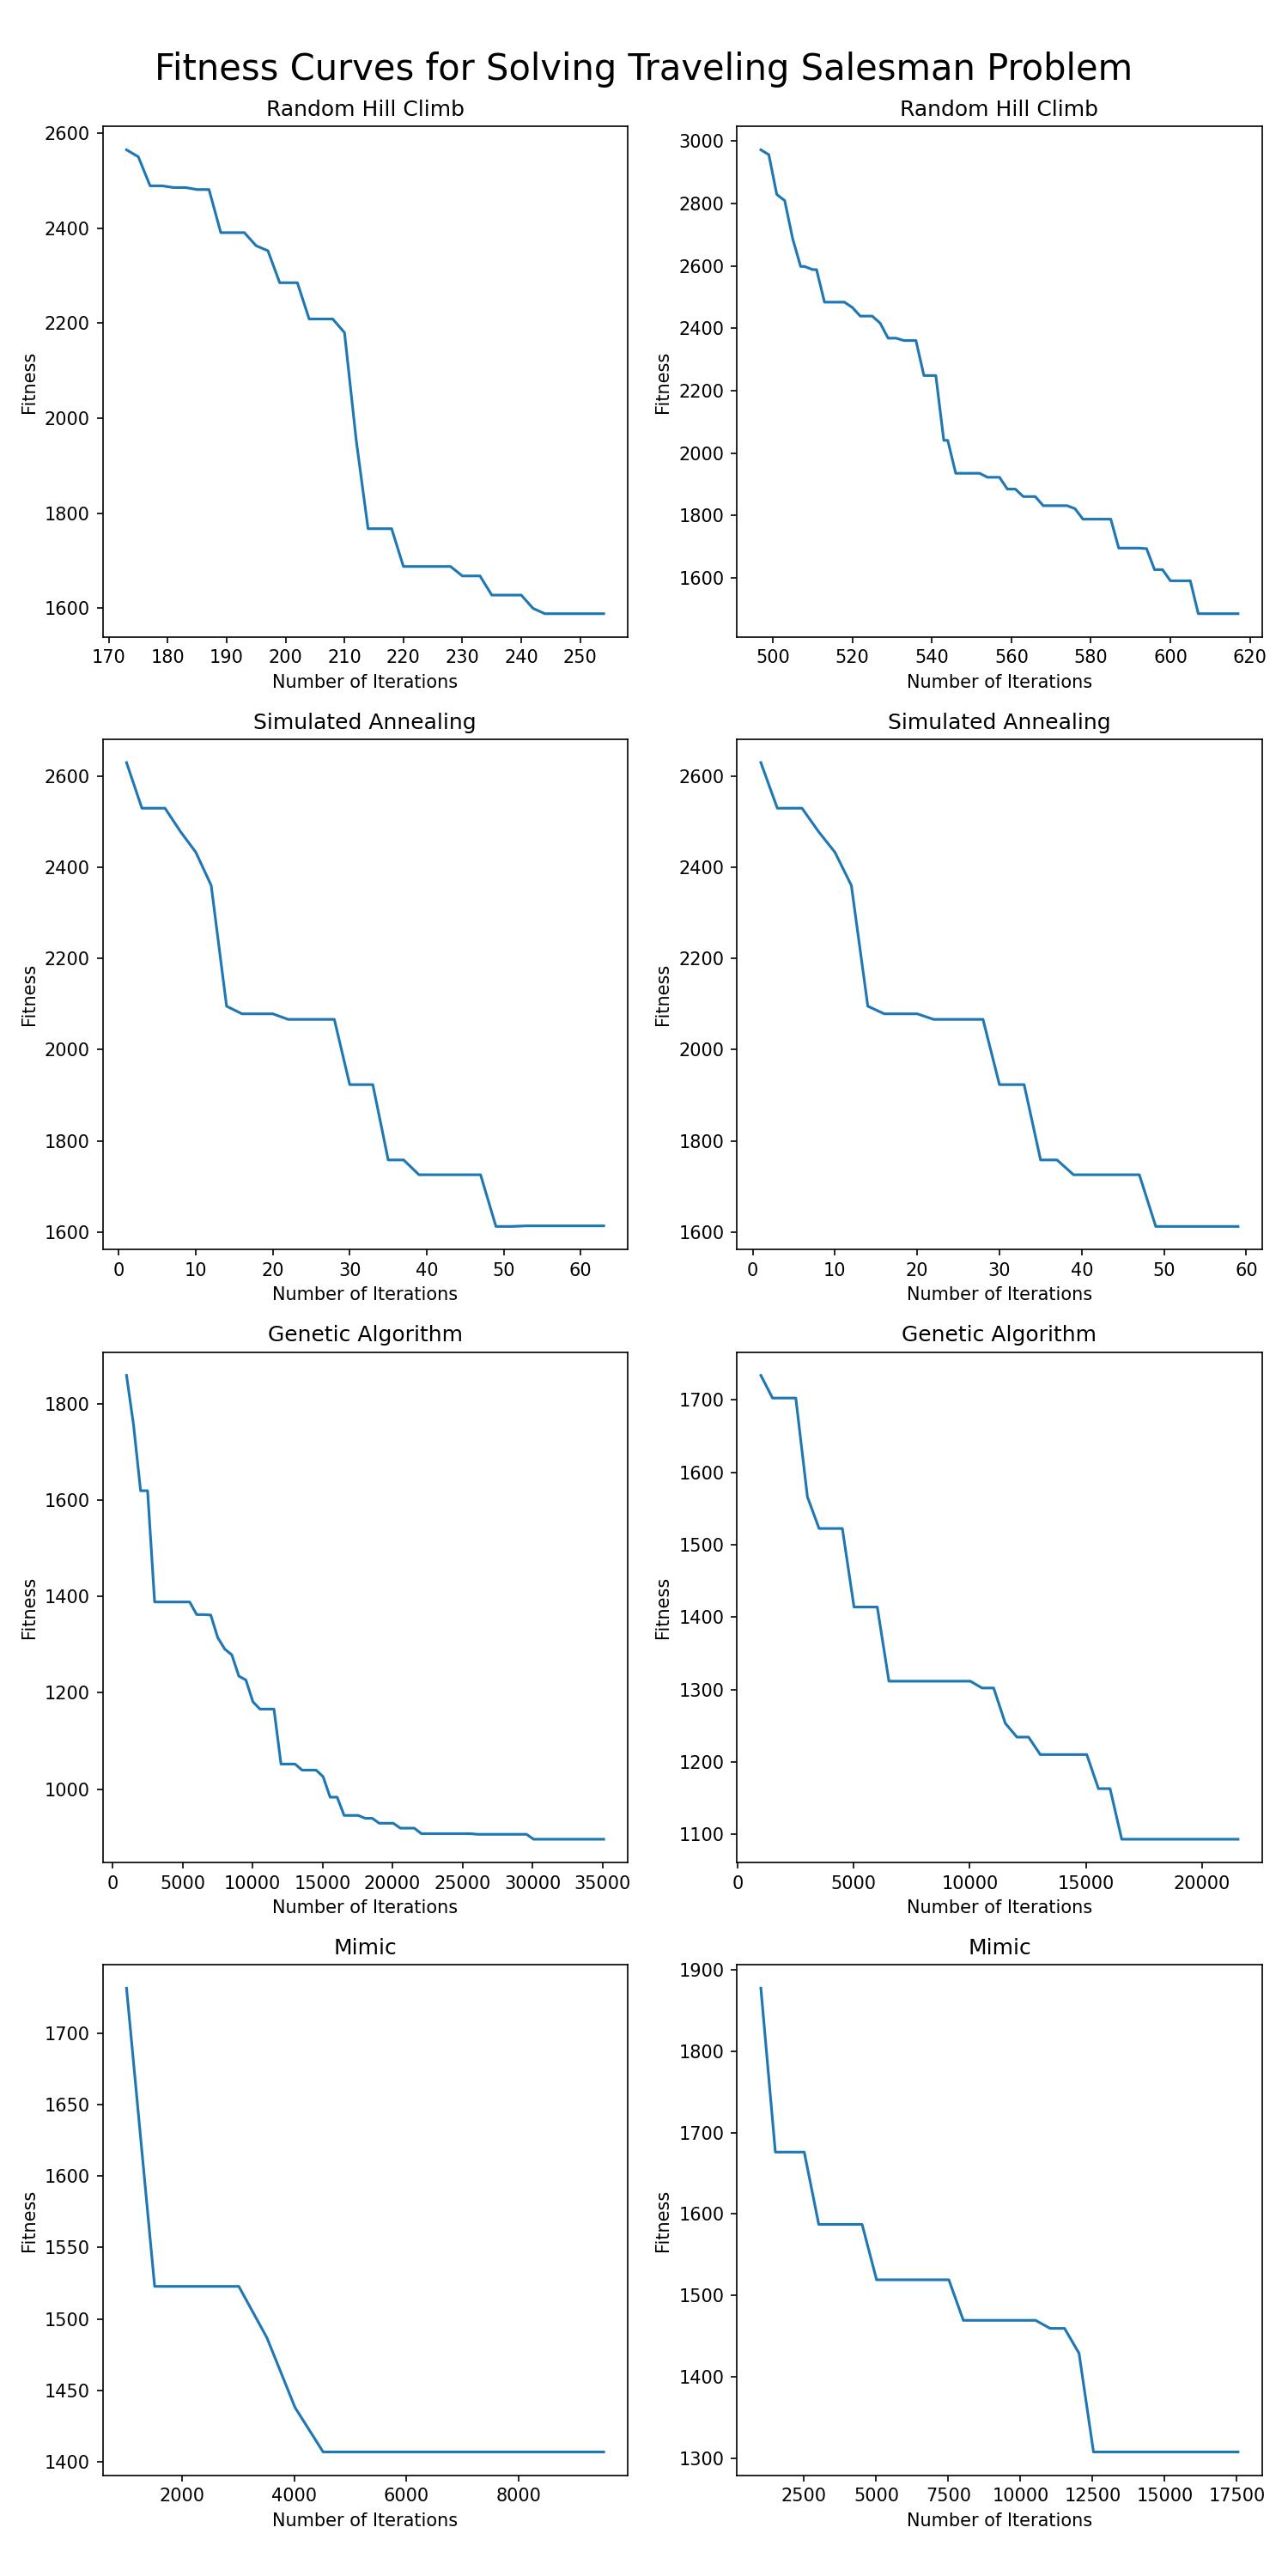 Fitness Curves for Solving Traveling Salesman Problem
Random Hill Climb
2600
2400
2200
2000
1800
1600
Fitness
170 180 190 200 210 220 230 240 250
Number of Iterations
Random Hill Climb
3000
2800
2600
2400
2200
2000
1800
1600
Fitness
500 520 540 560 580 600 620
Number of Iterations
Simulated Annealing
2600
2400
2200
2000
1800
1600
Fitness
0 10 20 30 40 50 60
Number of Iterations
Simulated Annealing
2600
2400
2200
2000
1800
1600
Fitness
0 10 20 30 40 50 60
Number of Iterations
Genetic Algorithm
1800
1600
1400
1200
1000
Fitness
0 5000 10000 15000 20000 25000 30000 35000
Number of Iterations
Genetic Algorithm
1700
1600
1500
1400
1300
1200
1100
Fitness
0 5000 10000 15000 20000
Number of Iterations
Mimic
1700
1650
1600
1550
1500
1450
1400
Fitness
2000 4000 6000 8000
Number of Iterations
Mimic
1900
1800
1700
1600
1500
1400
1300
Fitness
2500 5000 7500 10000 12500 15000 17500
Number of Iterations